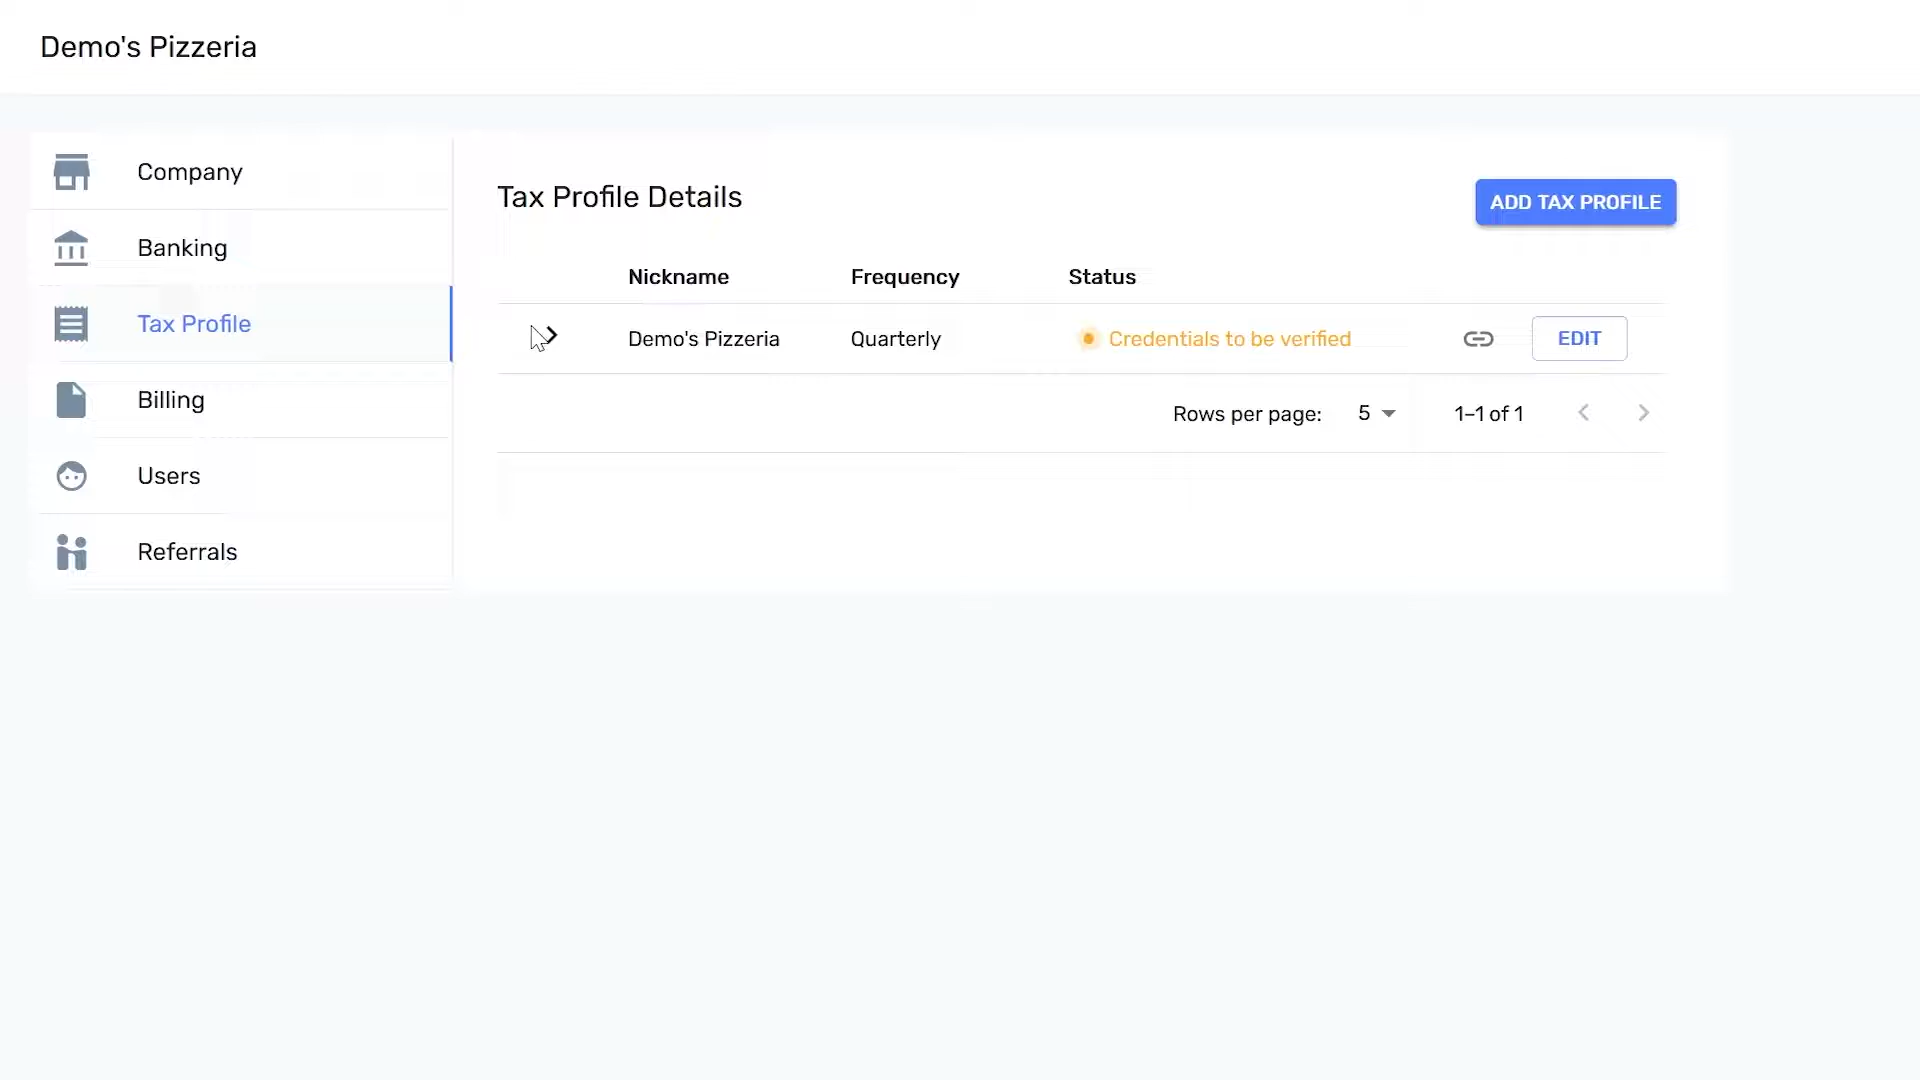 Demo's Pizzeria
Company
Banking
Tax Profile
Billing
Users
Referrals
Tax Profile Details
ADD TAX PROFILE
Nickname Frequency Status
Demo's Pizzeria Quarterly Credentials to be verified EDIT
Rows per page: 5 1–1 of 1